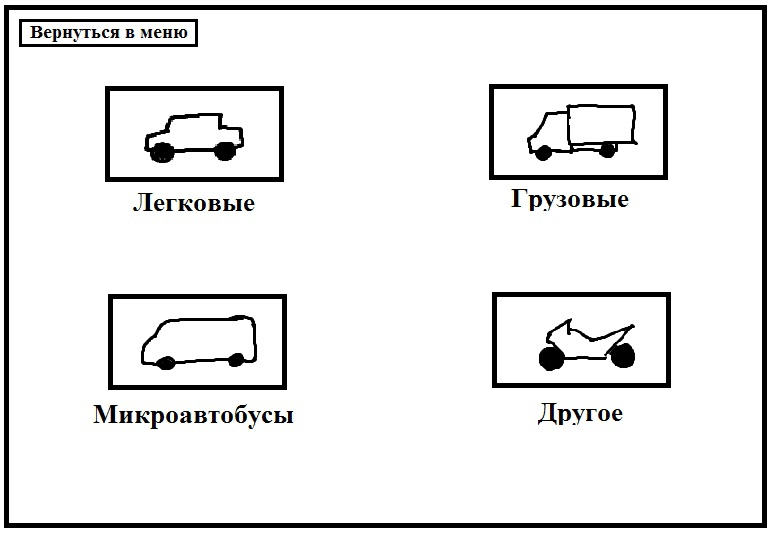 Вернуться в меню
Легковые
Грузовые
Микроавтобусы
Другое